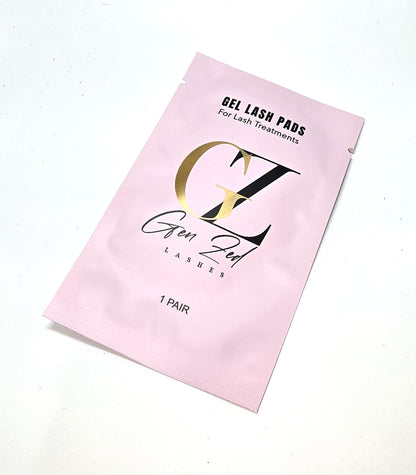 GEL LASH PADS
For Lash Treatments
GZ
Gen Zed
LASHES
1 PAIR